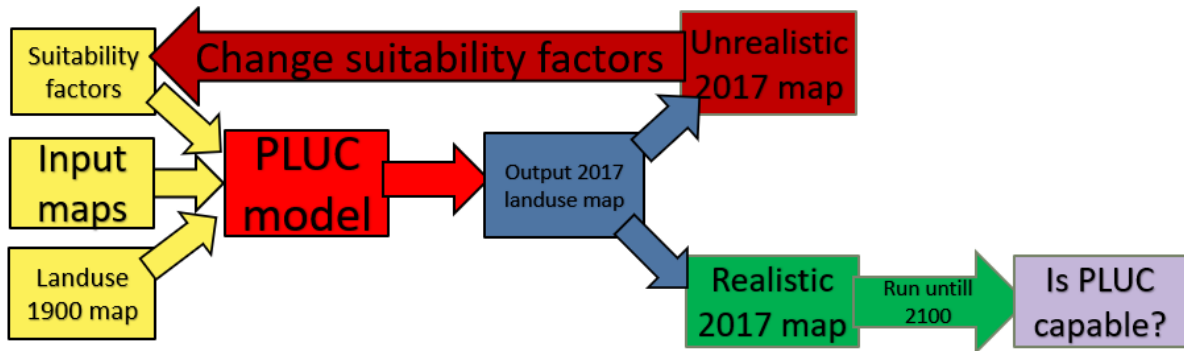 Suitability
factors
Change suitability factors
Unrealistic
2017 map
Input
maps
PLUC
model
Output 2017
landuse map
Landuse
1900 map
Realistic
2017 map
Run untill
2100
Is PLUC
capable?